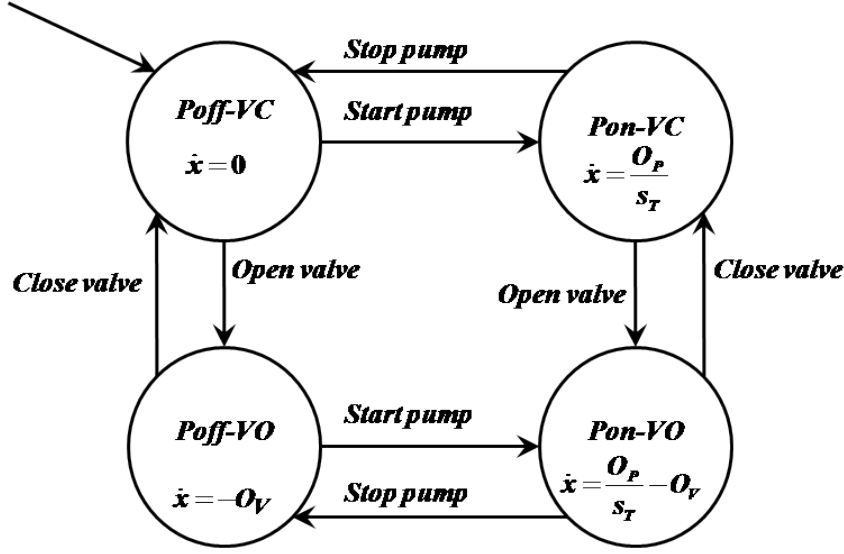 Stop pump
Poff-VC
ẋ = 0
Start pump
Pon-VC
ẋ = O_P / s_T
Close valve
Open valve
Open valve
Close valve
Poff-VO
ẋ = –O_V
Start pump
Stop pump
Pon-VO
ẋ = O_P / s_T – O_V